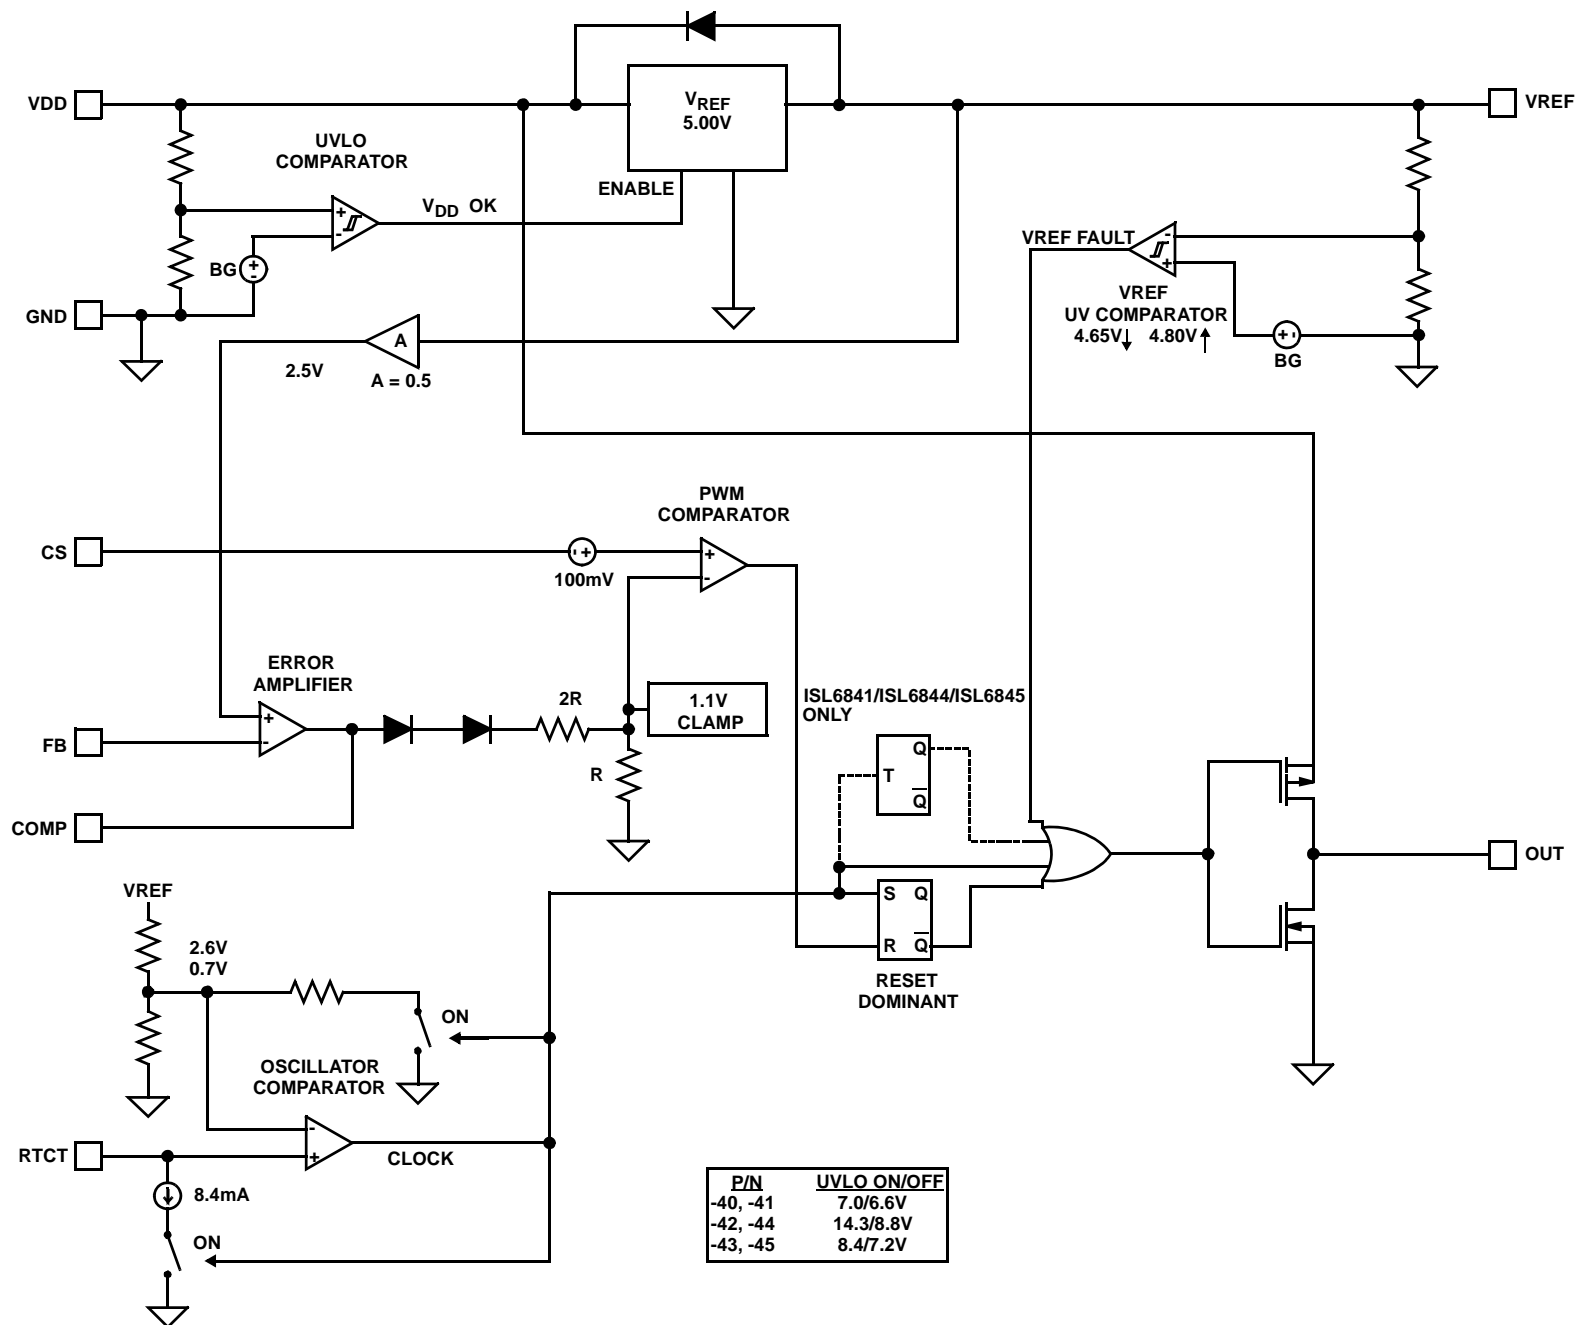 VDD
V_REF
5.00V
VREF
UVLO
COMPARATOR
ENABLE
V_DD OK
+
-
BG
+
-
GND
VREF FAULT
-
+
VREF
UV COMPARATOR
4.65V↓ 4.80V↑
+ -
BG
A
2.5V
A = 0.5
PWM
COMPARATOR
CS
- +
100mV
+
-
ERROR
AMPLIFIER
+
-
FB
COMP
2R
R
1.1V
CLAMP
ISL6841/ISL6844/ISL6845
ONLY
Q
T
Q̅
S Q
R Q̅
RESET
DOMINANT
OUT
VREF
2.6V
0.7V
ON
OSCILLATOR
COMPARATOR
-
+
RTCT
CLOCK
8.4mA
ON
P/N UVLO ON/OFF
-40, -41 7.0/6.6V
-42, -44 14.3/8.8V
-43, -45 8.4/7.2V